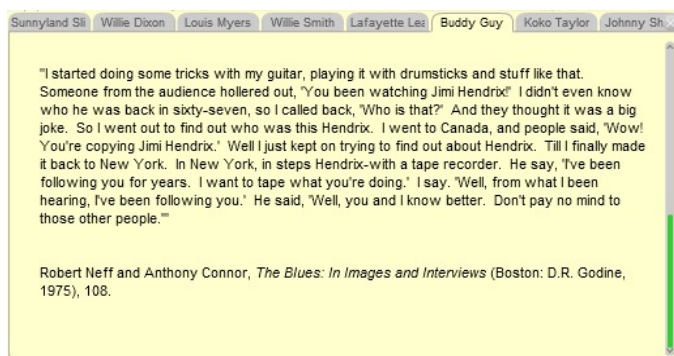 Sunnyland Sli Willie Dixon Louis Myers Willie Smith Lafayette Lea Buddy Guy Koko Taylor Johnny Sh
"I started doing some tricks with my guitar, playing it with drumsticks and stuff like that.
Someone from the audience hollered out, 'You been watching Jimi Hendrix!' I didn't even know
who he was back in sixty-seven, so I called back, 'Who is that?' And they thought it was a big
joke. So I went out to find out who was this Hendrix. I went to Canada, and people said, 'Wow!
You're copying Jimi Hendrix.' Well I just kept on trying to find out about Hendrix. Till I finally made
it back to New York. In New York, in steps Hendrix-with a tape recorder. He say, 'I've been
following you for years. I want to tape what you're doing.' I say. 'Well, from what I been
hearing, I've been following you.' He said, 'Well, you and I know better. Don't pay no mind to
those other people.'"
Robert Neff and Anthony Connor, The Blues: In Images and Interviews (Boston: D.R. Godine,
1975), 108.